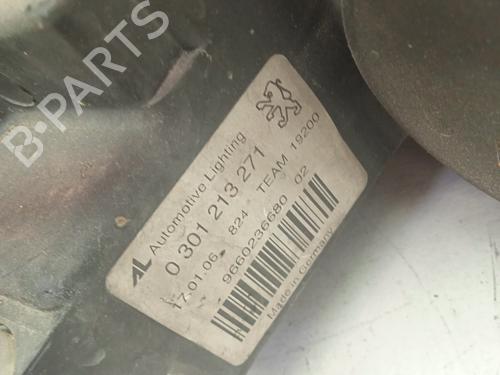 B-PARTS
AL Automotive Lighting
0 301 213 271
17.01.06 824 TEAM 19200
9660236680 02
Made in Germany